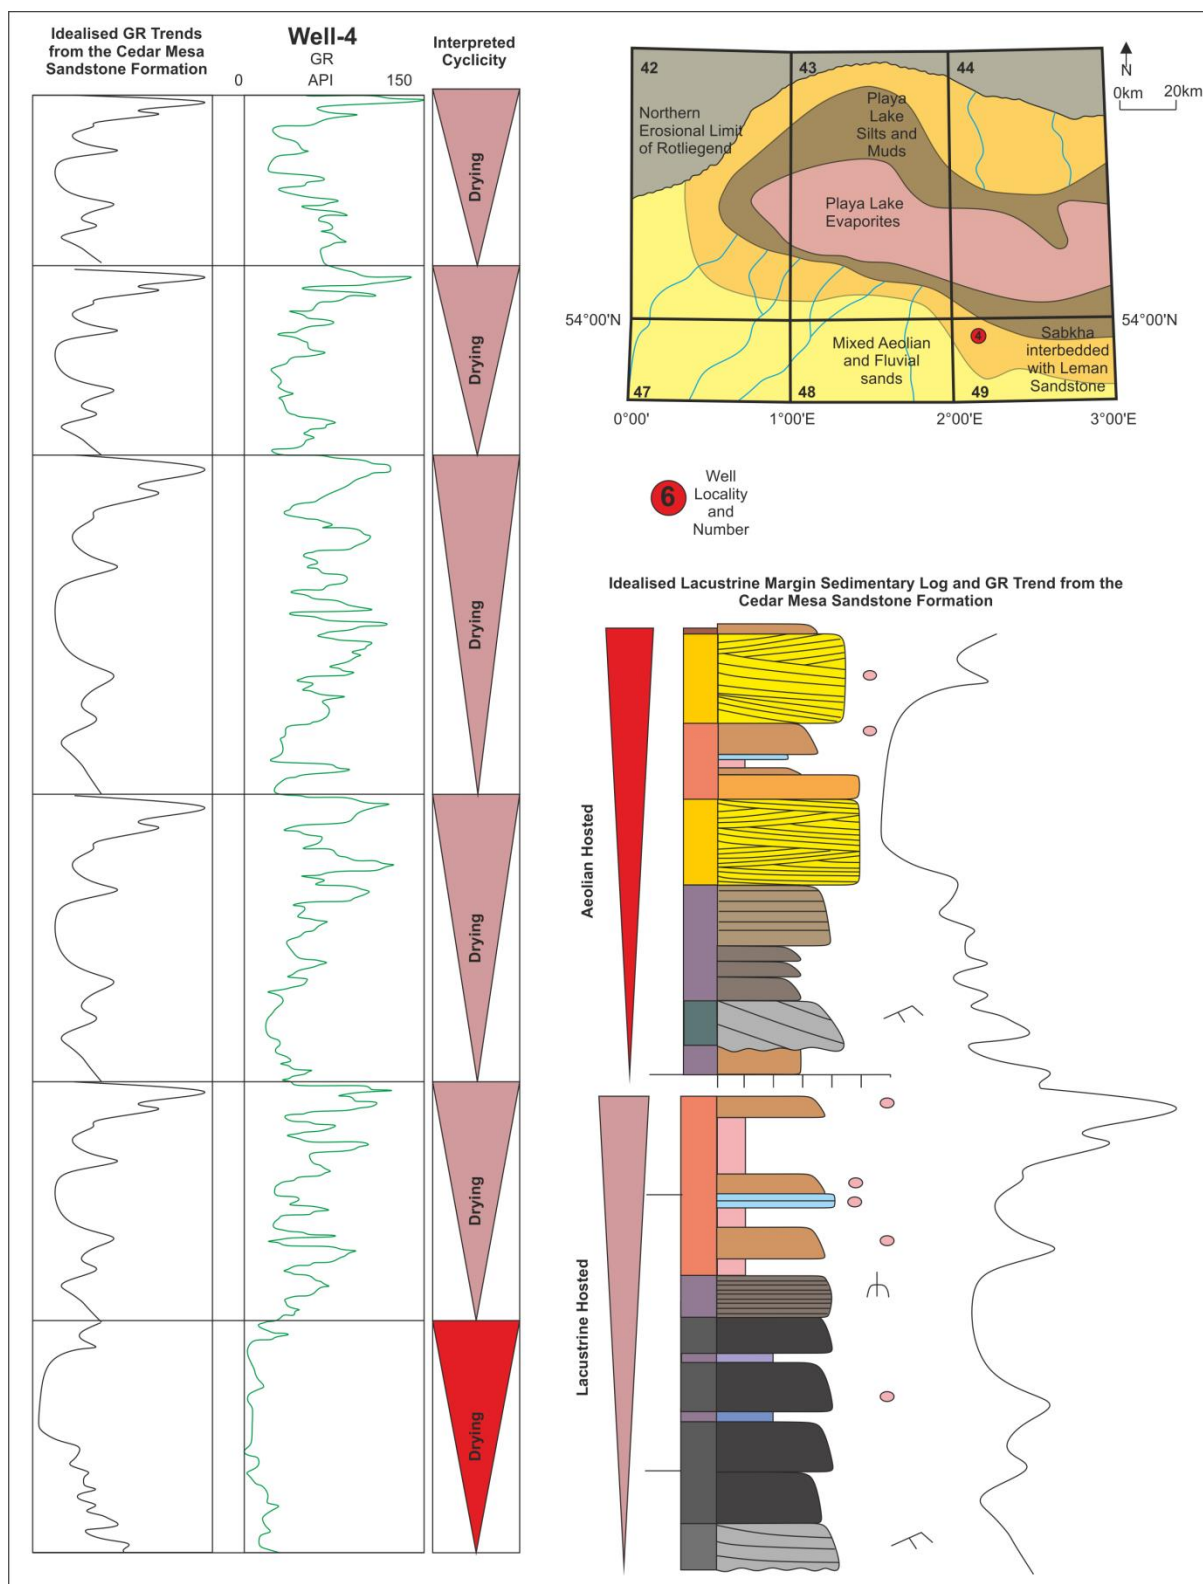 Idealised GR Trends
from the Cedar Mesa
Sandstone Formation
Well-4
GR
0 API 150
Interpreted
Cyclicity
Drying
Drying
Drying
Drying
Drying
Drying
42 43 44
N
0km 20km
Northern
Erosional Limit
of Rotliegend
Playa
Lake
Silts and
Muds
Playa Lake
Evaporites
54°00'N 54°00'N
4
Mixed Aeolian
and Fluvial
sands
Sabkha
interbedded
with Leman
Sandstone
47 48 49
0°00' 1°00'E 2°00'E 3°00'E
6
Well
Locality
and
Number
Idealised Lacustrine Margin Sedimentary Log and GR Trend from the
Cedar Mesa Sandstone Formation
Aeolian Hosted
Lacustrine Hosted